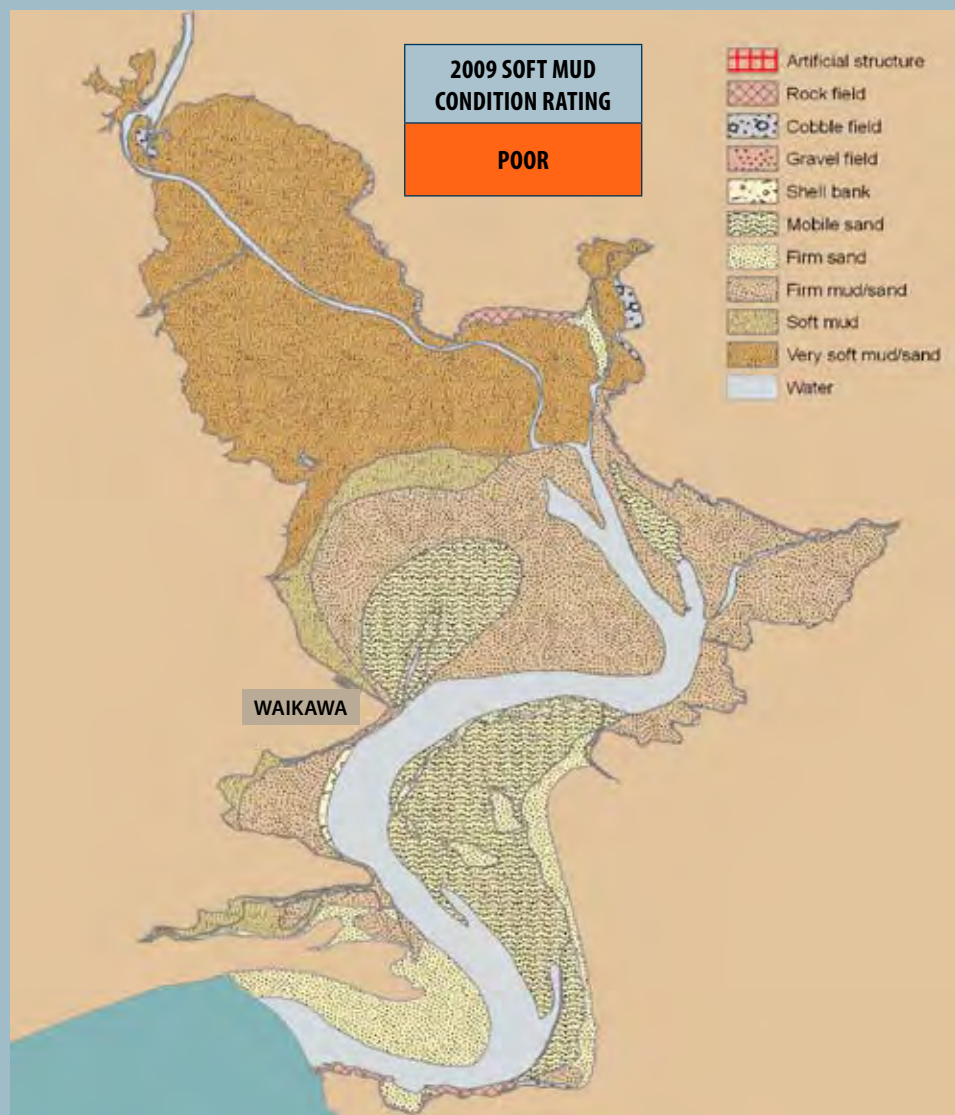 2009 SOFT MUD
CONDITION RATING
POOR
Artificial structure
Rock field
Cobble field
Gravel field
Shell bank
Mobile sand
Firm sand
Firm mud/sand
Soft mud
Very soft mud/sand
Water
WAIKAWA